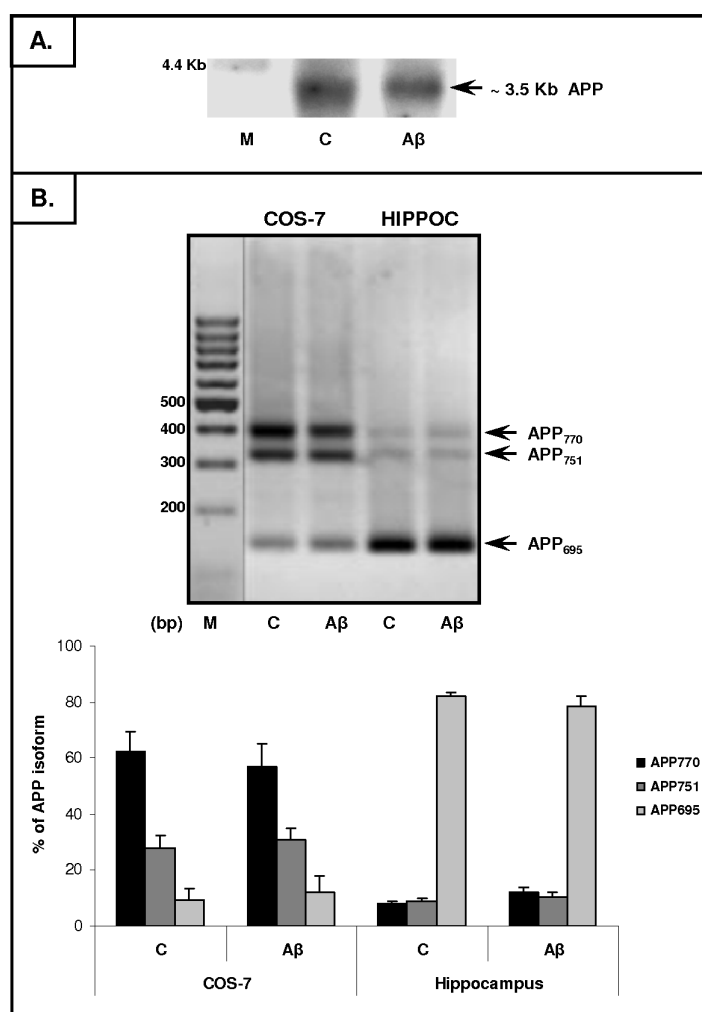 A.
4.4 Kb
~ 3.5 Kb APP
M C Aβ
B.
COS-7 HIPPOC
500
400
300
200
APP770
APP751
APP695
(bp) M C Aβ C Aβ
% of APP isoform
100
80
60
40
20
0
APP770
APP751
APP695
C Aβ C Aβ
COS-7 Hippocampus